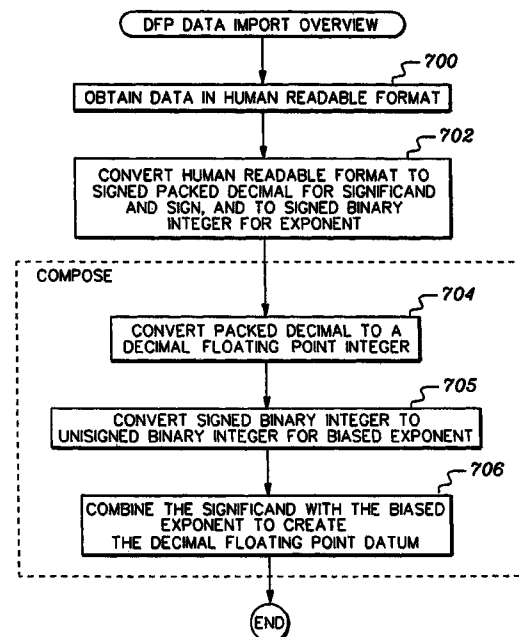 DFP DATA IMPORT OVERVIEW
700
OBTAIN DATA IN HUMAN READABLE FORMAT
702
CONVERT HUMAN READABLE FORMAT TO
SIGNED PACKED DECIMAL FOR SIGNIFICAND
AND SIGN, AND TO SIGNED BINARY
INTEGER FOR EXPONENT
COMPOSE
704
CONVERT PACKED DECIMAL TO A
DECIMAL FLOATING POINT INTEGER
705
CONVERT SIGNED BINARY INTEGER TO
UNISIGNED BINARY INTEGER FOR BIASED EXPONENT
706
COMBINE THE SIGNIFICAND WITH THE BIASED
EXPONENT TO CREATE
THE DECIMAL FLOATING POINT DATUM
END